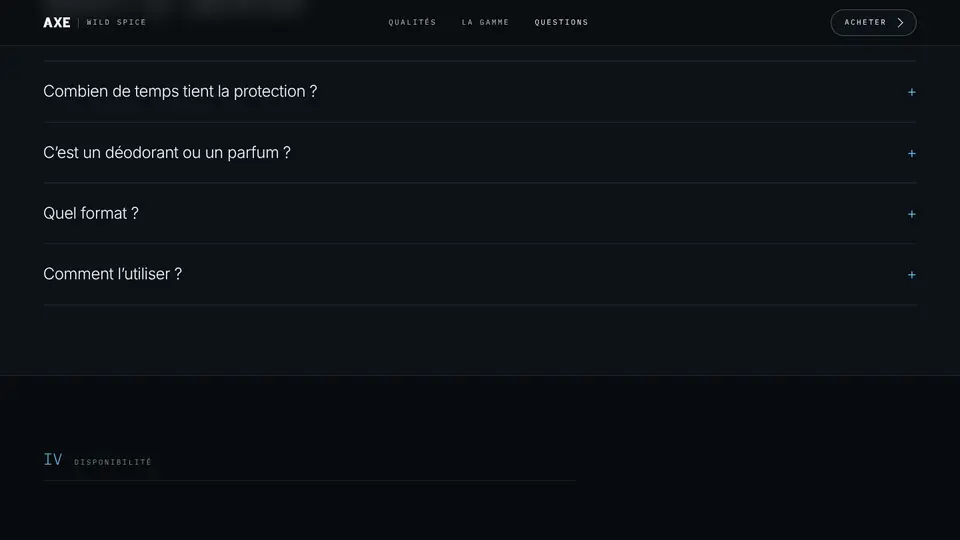 AXE | WILD SPICE
QUALITÉS
LA GAMME
QUESTIONS
ACHETER
Combien de temps tient la protection ?
+
C’est un déodorant ou un parfum ?
+
Quel format ?
+
Comment l’utiliser ?
+
IV DISPONIBILITÉ